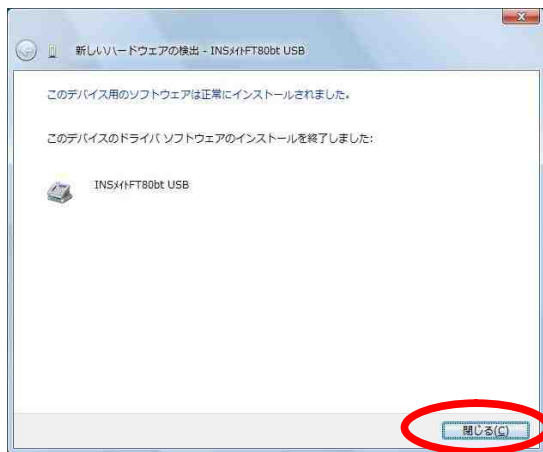 新しいハードウェアの検出 - INSﾒｲﾄFT80bt USB
このデバイス用のソフトウェアは正常にインストールされました。
このデバイスのドライバ ソフトウェアのインストールを終了しました:
INSﾒｲﾄFT80bt USB
閉じる(C)